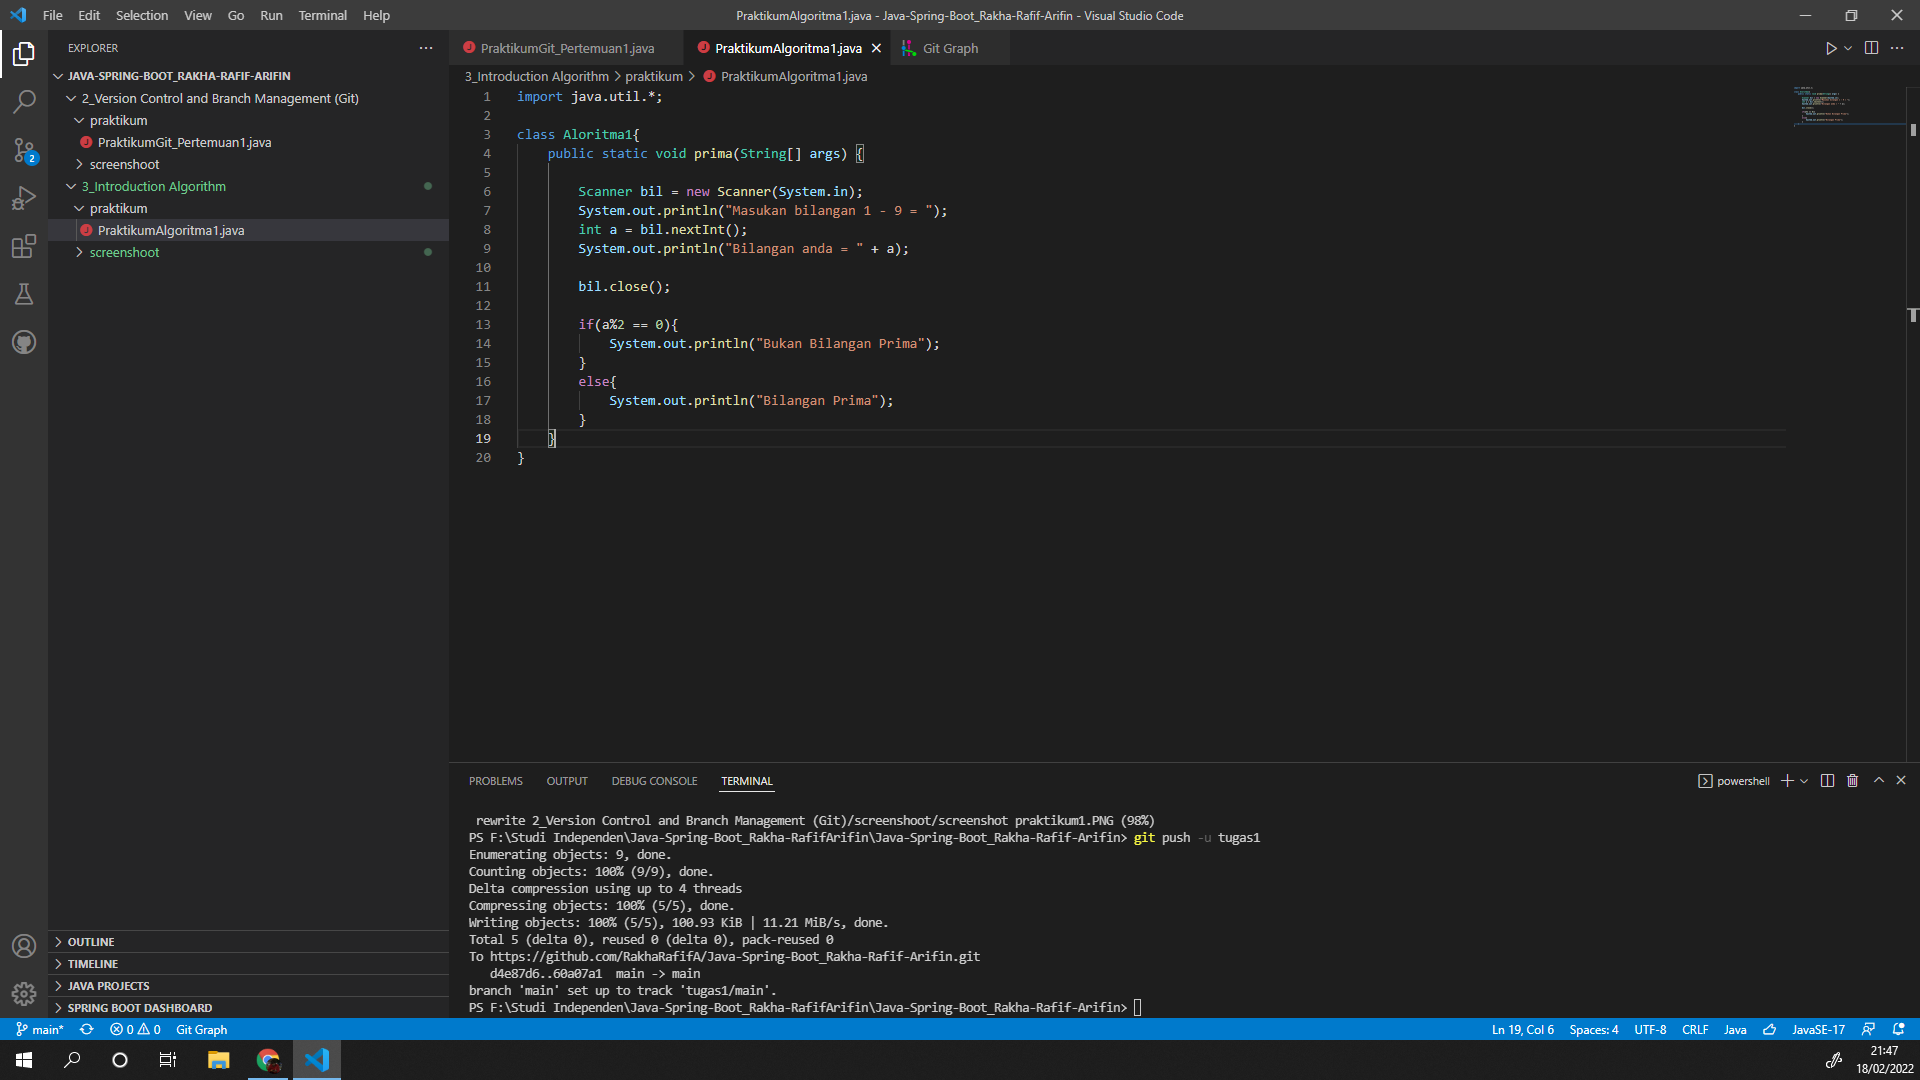 File Edit Selection View Go Run Terminal Help
PraktikumAlgoritma1.java - Java-Spring-Boot_Rakha-Rafif-Arifin - Visual Studio Code
EXPLORER
JAVA-SPRING-BOOT_RAKHA-RAFIF-ARIFIN
2_Version Control and Branch Management (Git)
praktikum
PraktikumGit_Pertemuan1.java
screenshoot
3_Introduction Algorithm
praktikum
PraktikumAlgoritma1.java
screenshoot
2
OUTLINE
TIMELINE
JAVA PROJECTS
SPRING BOOT DASHBOARD
PraktikumGit_Pertemuan1.java PraktikumAlgoritma1.java Git Graph
3_Introduction Algorithm > praktikum > PraktikumAlgoritma1.java
1 import java.util.*;
2
3 class Aloritma1{
4 public static void prima(String[] args) {
5
6 Scanner bil = new Scanner(System.in);
7 System.out.println("Masukan bilangan 1 - 9 = ");
8 int a = bil.nextInt();
9 System.out.println("Bilangan anda = " + a);
10
11 bil.close();
12
13 if(a%2 == 0){
14 System.out.println("Bukan Bilangan Prima");
15 }
16 else{
17 System.out.println("Bilangan Prima");
18 }
19 }
20 }
PROBLEMS OUTPUT DEBUG CONSOLE TERMINAL
powershell
rewrite 2_Version Control and Branch Management (Git)/screenshoot/screenshot praktikum1.PNG (98%)
PS F:\Studi Independen\Java-Spring-Boot_Rakha-RafifArifin\Java-Spring-Boot_Rakha-Rafif-Arifin> git push -u tugas1
Enumerating objects: 9, done.
Counting objects: 100% (9/9), done.
Delta compression using up to 4 threads
Compressing objects: 100% (5/5), done.
Writing objects: 100% (5/5), 100.93 KiB | 11.21 MiB/s, done.
Total 5 (delta 0), reused 0 (delta 0), pack-reused 0
To https://github.com/RakhaRafifA/Java-Spring-Boot_Rakha-Rafif-Arifin.git
d4e87d6..60a07a1 main -> main
branch 'main' set up to track 'tugas1/main'.
PS F:\Studi Independen\Java-Spring-Boot_Rakha-RafifArifin\Java-Spring-Boot_Rakha-Rafif-Arifin>
main* 0 0 Git Graph
Ln 19, Col 6 Spaces: 4 UTF-8 CRLF Java JavaSE-17
21:47
18/02/2022